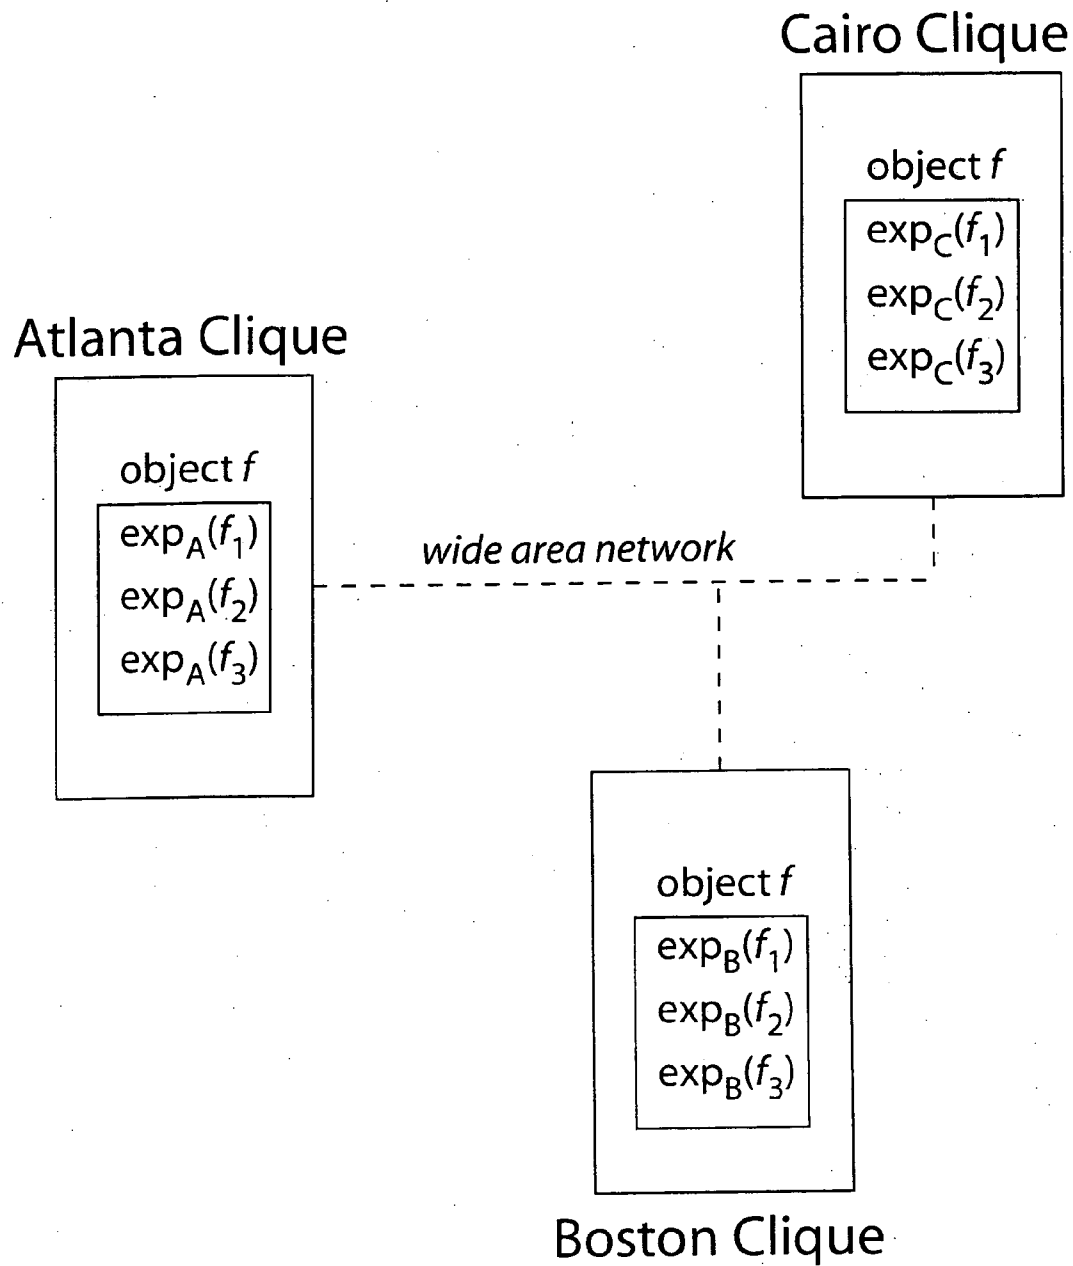 Cairo Clique
object f
exp_C(f_1)
exp_C(f_2)
exp_C(f_3)
Atlanta Clique
object f
exp_A(f_1)
exp_A(f_2)
exp_A(f_3)
wide area network
object f
exp_B(f_1)
exp_B(f_2)
exp_B(f_3)
Boston Clique